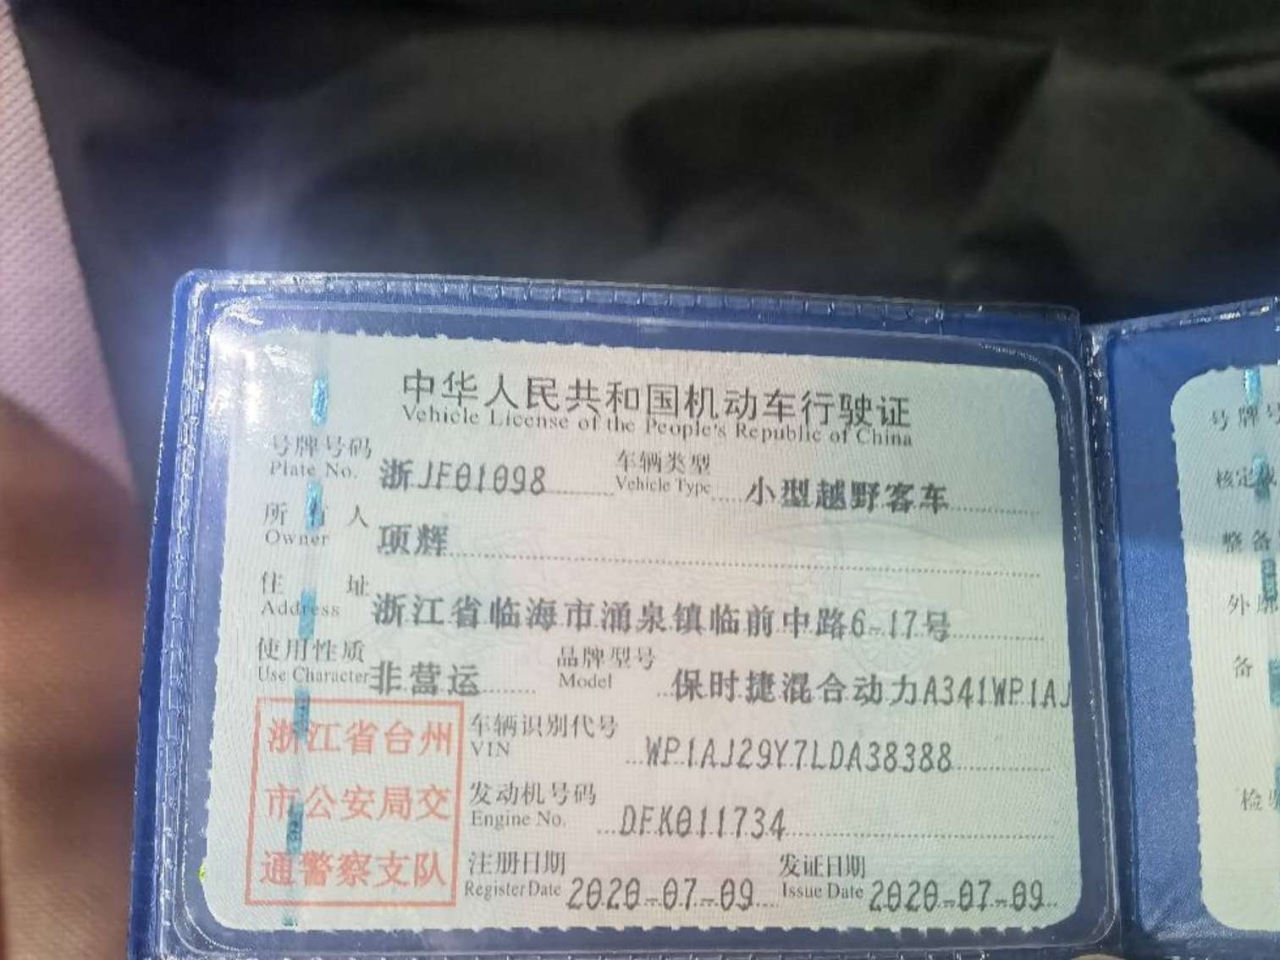 中华人民共和国机动车行驶证
Vehicle License of the People's Republic of China
号牌号码 浙JF01098 车辆类型 小型越野客车
Plate No. Vehicle Type
所有人 项辉
Owner
住址 浙江省临海市涌泉镇临前中路6-17号
Address
使用性质 非营运 品牌型号 保时捷混合动力A341WP1AJ
Use Character Model
浙江省台州
市公安局交
通警察支队
车辆识别代号 WP1AJ29Y7LDA38388
VIN
发动机号码 DFK011734
Engine No.
注册日期 2020-07-09 发证日期 2020-07-09
Register Date Issue Date
号牌号
核定载
整备
外廓
备
检验